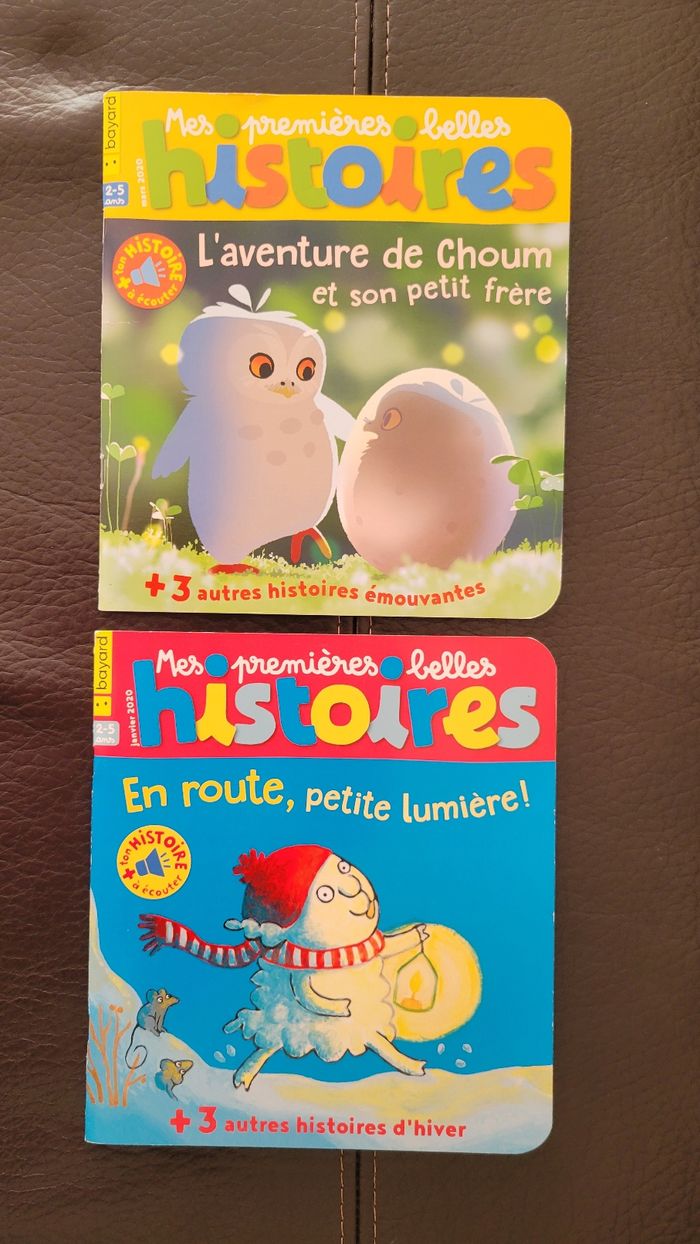 bayard
Mes premières belles
histoires
2-5
ans
mars 2020
+ ton
HiSTOiRE
à écouter
L'aventure de Choum
et son petit frère
+ 3 autres histoires émouvantes
bayard
Mes premières belles
histoires
2-5
ans
janvier 2020
En route, petite lumière!
+ ton
HiSTOiRE
à écouter
+ 3 autres histoires d'hiver